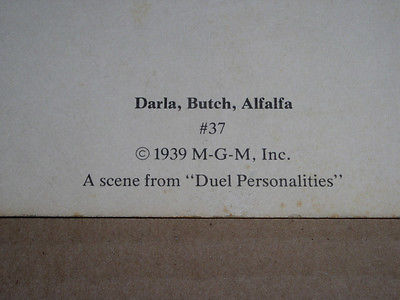 Darla, Butch, Alfalfa
#37
© 1939 M-G-M, Inc.
A scene from "Duel Personalities"